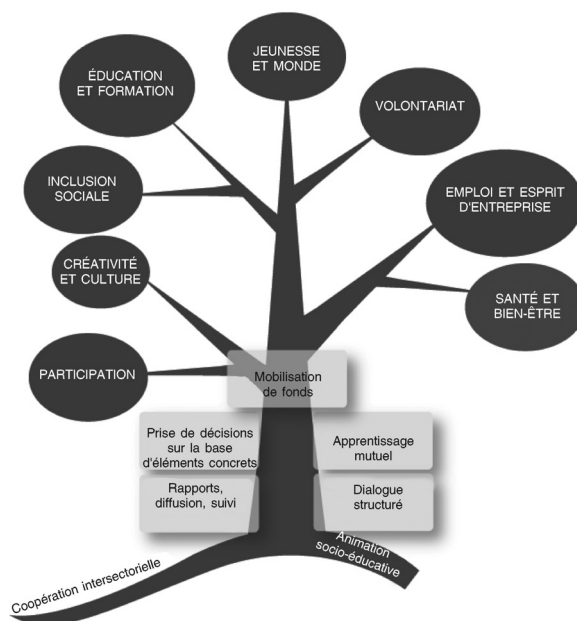 JEUNESSE
ET MONDE
ÉDUCATION
ET FORMATION
VOLONTARIAT
INCLUSION
SOCIALE
EMPLOI ET ESPRIT
D'ENTREPRISE
CRÉATIVITÉ
ET CULTURE
SANTÉ ET
BIEN-ÊTRE
PARTICIPATION
Mobilisation
de fonds
Prise de décisions
sur la base
d'éléments concrets
Apprentissage
mutuel
Rapports,
diffusion, suivi
Dialogue
structuré
Coopération intersectorielle
Animation
socio-éducative